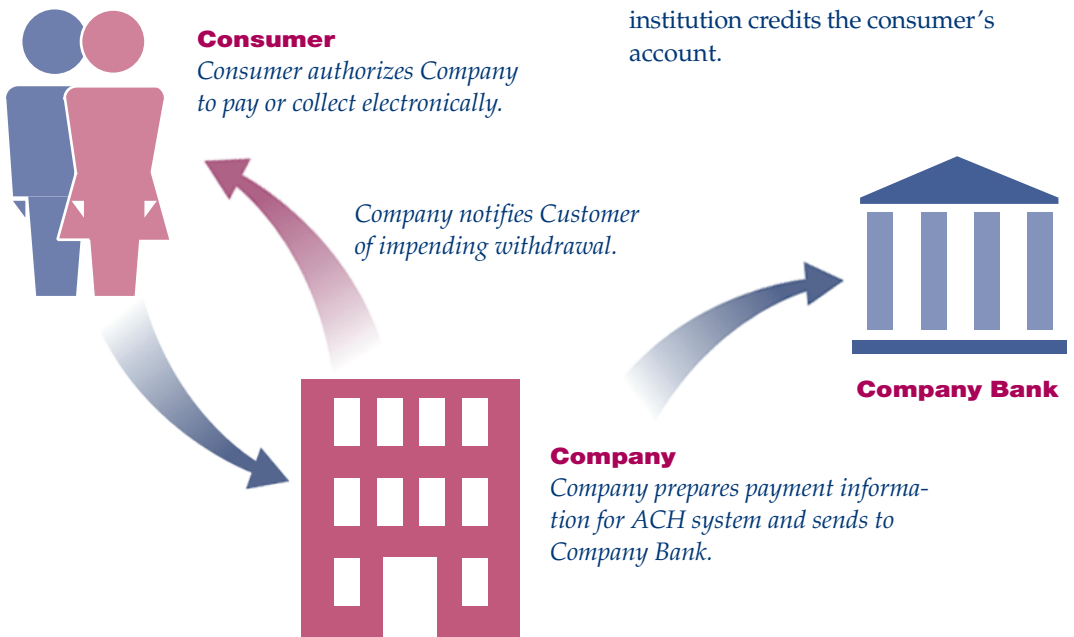 institution credits the consumer’s
account.
Consumer
Consumer authorizes Company
to pay or collect electronically.
Company notifies Customer
of impending withdrawal.
Company Bank
Company
Company prepares payment informa-
tion for ACH system and sends to
Company Bank.